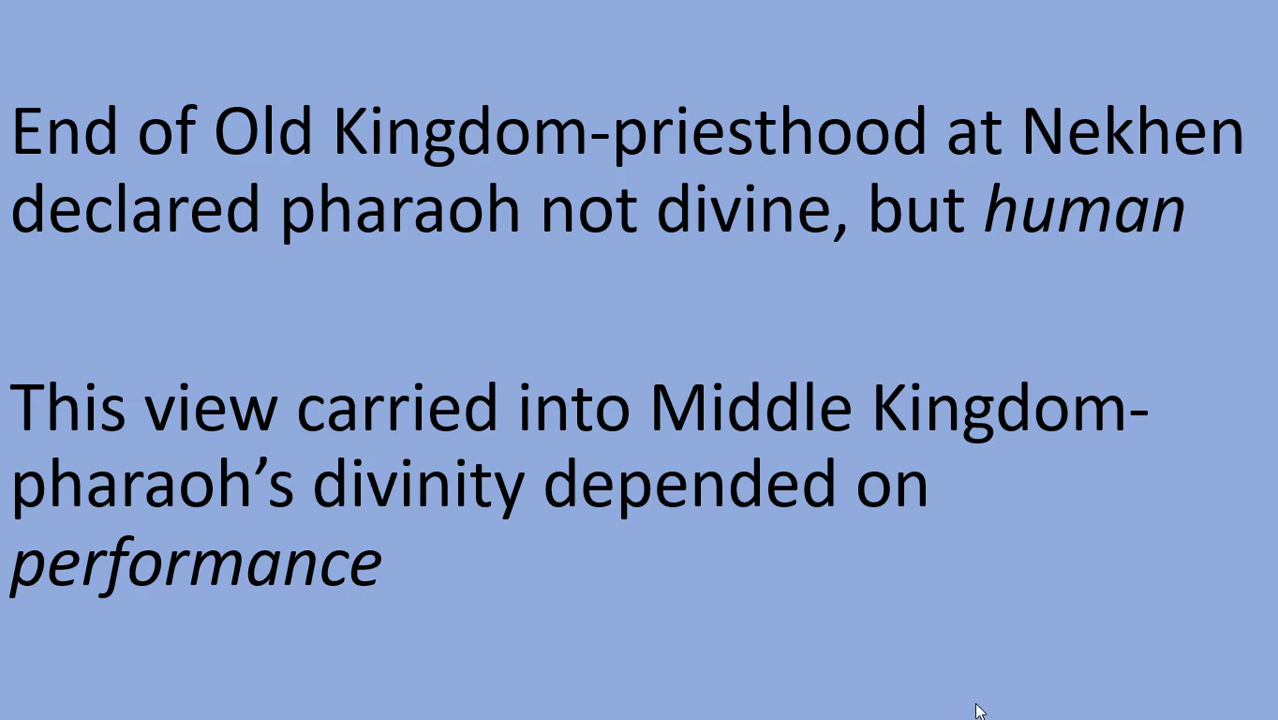 End of Old Kingdom-priesthood at Nekhen
declared pharaoh not divine, but human
This view carried into Middle Kingdom-
pharaoh’s divinity depended on
performance